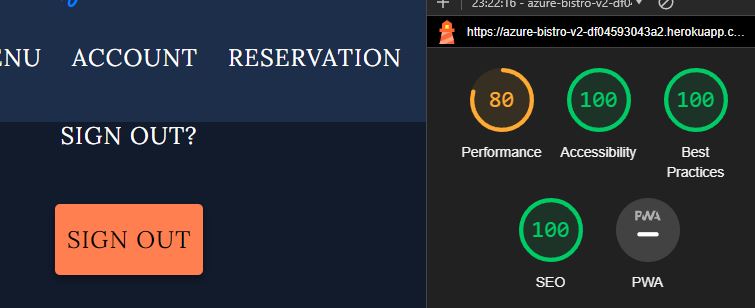 ENU ACCOUNT RESERVATION
SIGN OUT?
SIGN OUT
23:22:16 - azure-bistro-v2-df04
https://azure-bistro-v2-df04593043a2.herokuapp.c...
80 100 100
Performance Accessibility Best
Practices
100 PWA
SEO PWA